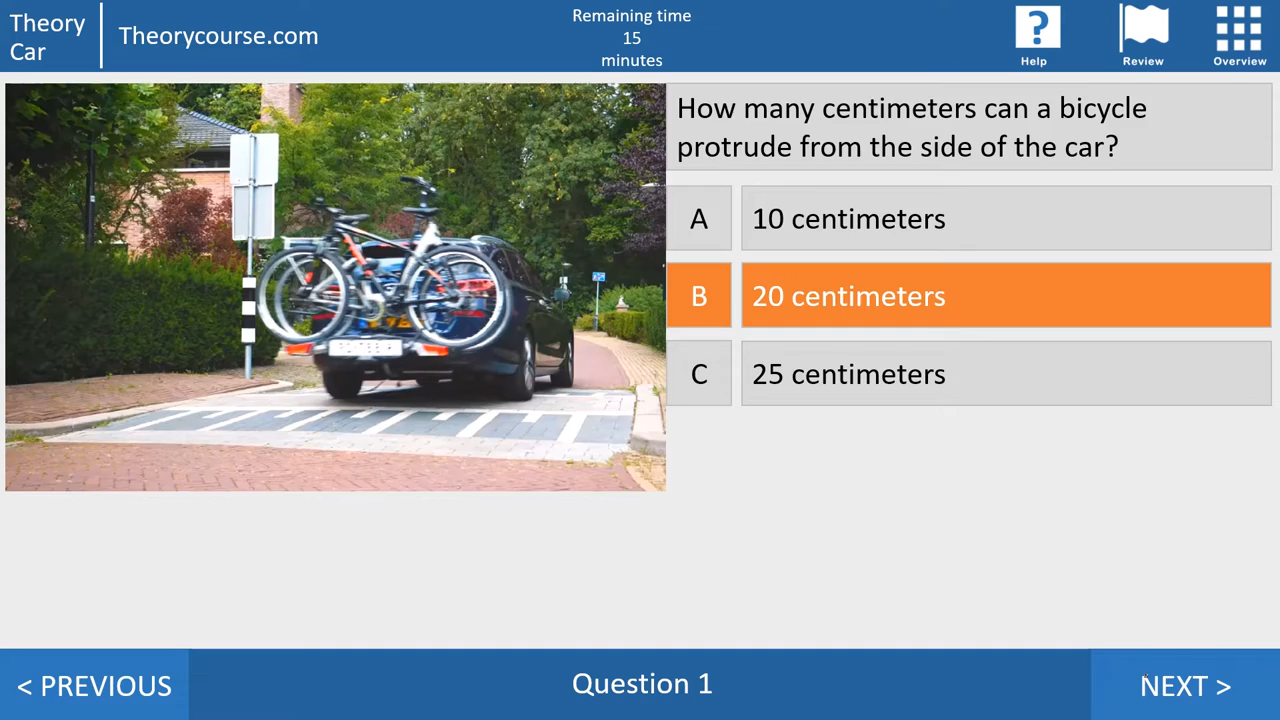 Theory
Car
Theorycourse.com
Remaining time
15
minutes
Help
Review
Overview
How many centimeters can a bicycle
protrude from the side of the car?
A
10 centimeters
B
20 centimeters
C
25 centimeters
< PREVIOUS
Question 1
NEXT >